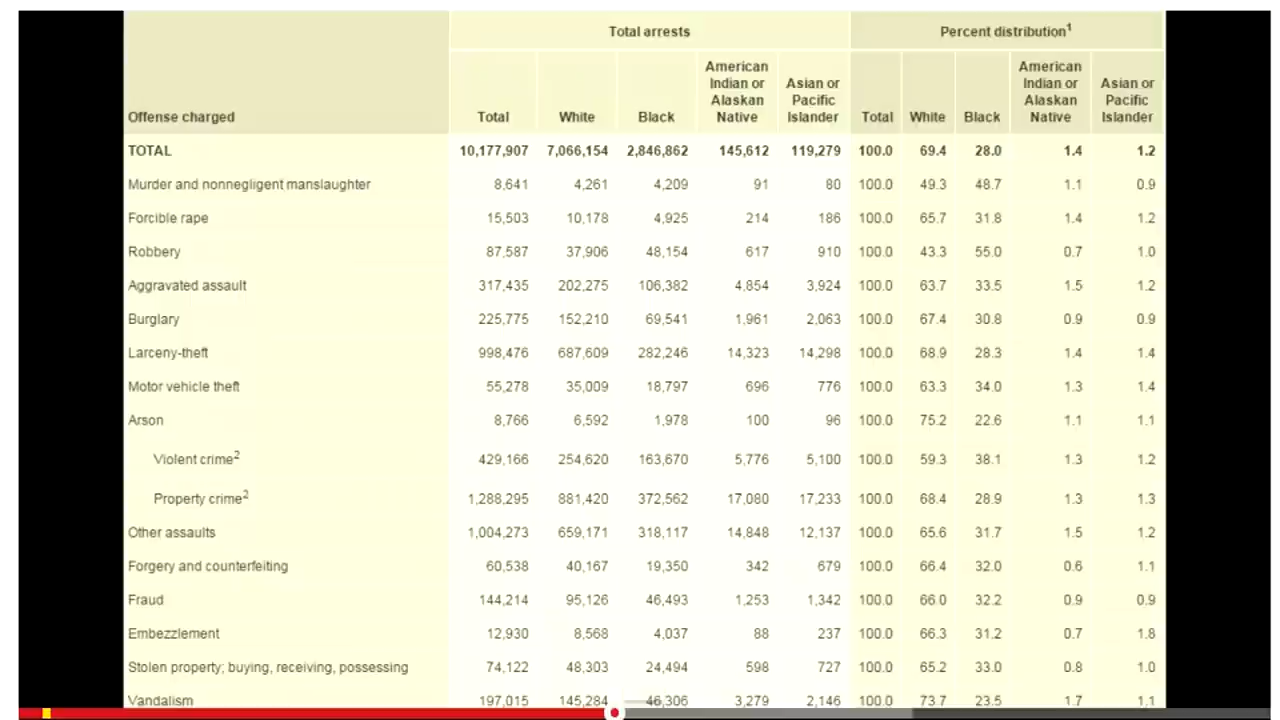 Total arrests Percent distribution1
American Indian or Alaskan Native Asian or Pacific Islander American Indian or Alaskan Native Asian or Pacific Islander
Offense charged Total White Black Total White Black
TOTAL 10,177,907 7,066,154 2,846,862 145,612 119,279 100.0 69.4 28.0 1.4 1.2
Murder and nonnegligent manslaughter 8,641 4,261 4,209 91 80 100.0 49.3 48.7 1.1 0.9
Forcible rape 15,503 10,178 4,925 214 186 100.0 65.7 31.8 1.4 1.2
Robbery 87,587 37,906 48,154 617 910 100.0 43.3 55.0 0.7 1.0
Aggravated assault 317,435 202,275 106,382 4,854 3,924 100.0 63.7 33.5 1.5 1.2
Burglary 225,775 152,210 69,541 1,961 2,063 100.0 67.4 30.8 0.9 0.9
Larceny-theft 998,476 687,609 282,246 14,323 14,298 100.0 68.9 28.3 1.4 1.4
Motor vehicle theft 55,278 35,009 18,797 696 776 100.0 63.3 34.0 1.3 1.4
Arson 8,766 6,592 1,978 100 96 100.0 75.2 22.6 1.1 1.1
Violent crime2 429,166 254,620 163,670 5,776 5,100 100.0 59.3 38.1 1.3 1.2
Property crime2 1,288,295 881,420 372,562 17,080 17,233 100.0 68.4 28.9 1.3 1.3
Other assaults 1,004,273 659,171 318,117 14,848 12,137 100.0 65.6 31.7 1.5 1.2
Forgery and counterfeiting 60,538 40,167 19,350 342 679 100.0 66.4 32.0 0.6 1.1
Fraud 144,214 95,126 46,493 1,253 1,342 100.0 66.0 32.2 0.9 0.9
Embezzlement 12,930 8,568 4,037 88 237 100.0 66.3 31.2 0.7 1.8
Stolen property; buying, receiving, possessing 74,122 48,303 24,494 598 727 100.0 65.2 33.0 0.8 1.0
Vandalism 197,015 145,284 46,306 3,279 2,146 100.0 73.7 23.5 1.7 1.1